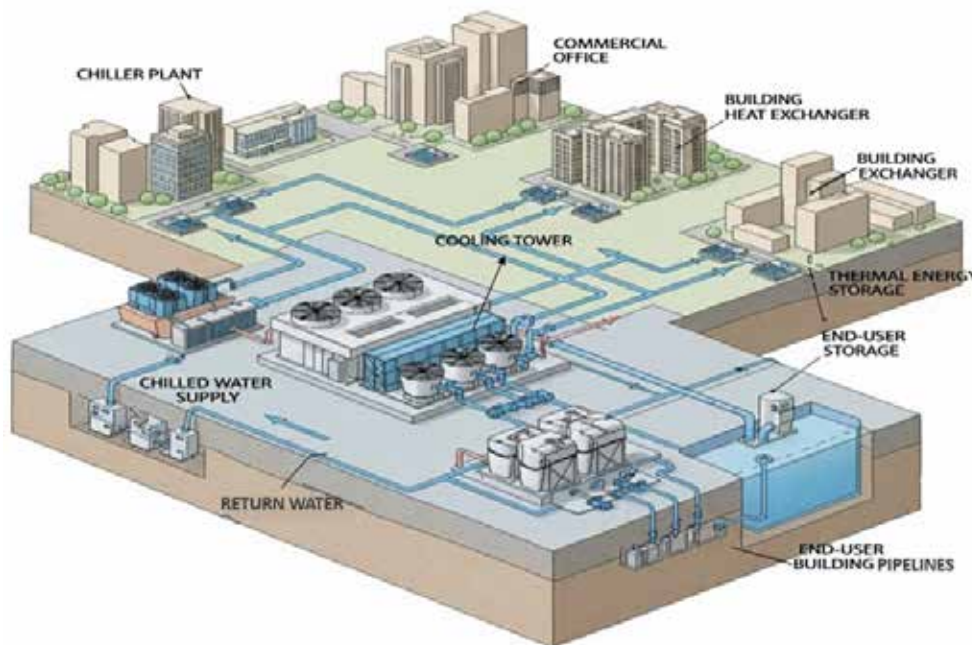 COMMERCIAL
OFFICE
CHILLER PLANT
BUILDING
HEAT EXCHANGER
BUILDING
EXCHANGER
COOLING TOWER
THERMAL ENERGY
STORAGE
END-USER
STORAGE
CHILLED WATER
SUPPLY
RETURN WATER
END-USER
BUILDING PIPELINES